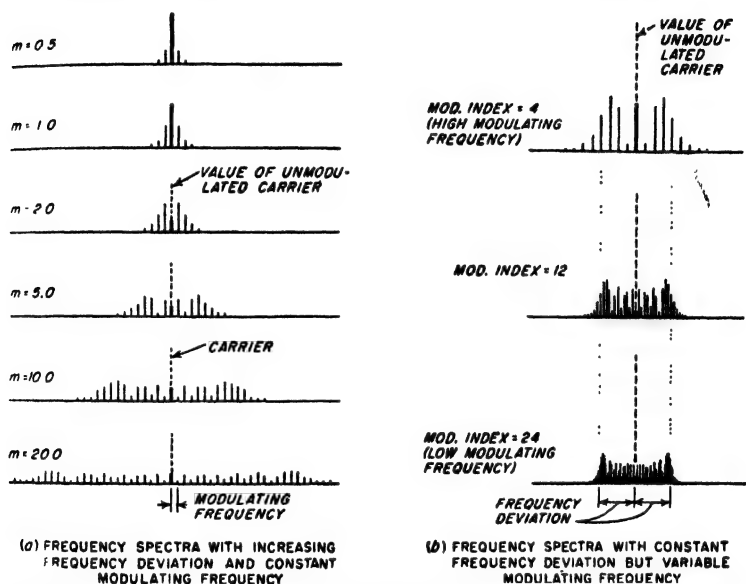 m=0.5
m=1.0
VALUE OF UNMODU-
LATED CARRIER
m-2.0
m=5.0
CARRIER
m=10.0
m=20.0
MODULATING
FREQUENCY
(a) FREQUENCY SPECTRA WITH INCREASING
FREQUENCY DEVIATION AND CONSTANT
MODULATING FREQUENCY
VALUE OF
UNMODU-
LATED
CARRIER
MOD. INDEX = 4
(HIGH MODULATING
FREQUENCY)
MOD. INDEX = 12
MOD. INDEX = 24
(LOW MODULATING
FREQUENCY)
FREQUENCY
DEVIATION
(b) FREQUENCY SPECTRA WITH CONSTANT
FREQUENCY DEVIATION BUT VARIABLE
MODULATING FREQUENCY